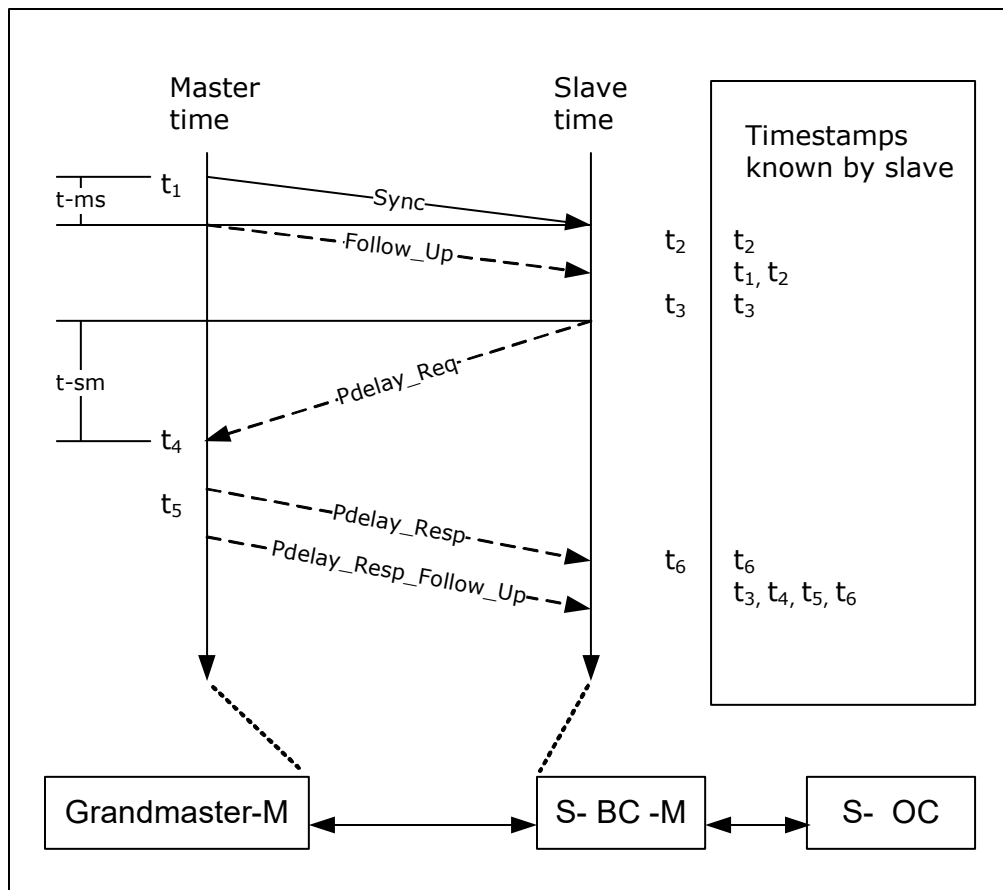 Master
time
Slave
time
Timestamps
known by slave
t-ms
t₁
Sync
Follow_Up
t₂
t₂
t₁, t₂
t₃
t₃
t-sm
Pdelay_Req
t₄
t₅
Pdelay_Resp
Pdelay_Resp_Follow_Up
t₆
t₆
t₃, t₄, t₅, t₆
Grandmaster-M
S- BC -M
S- OC